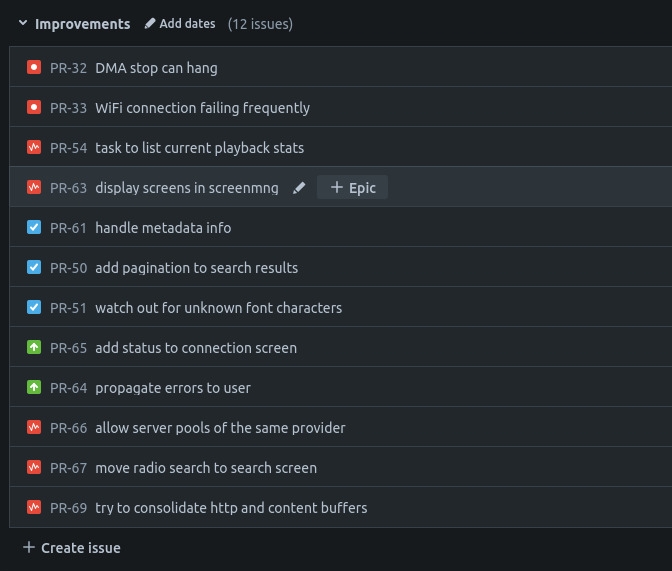 Improvements Add dates (12 issues)
PR-32 DMA stop can hang
PR-33 WiFi connection failing frequently
PR-54 task to list current playback stats
PR-63 display screens in screenmng + Epic
PR-61 handle metadata info
PR-50 add pagination to search results
PR-51 watch out for unknown font characters
PR-65 add status to connection screen
PR-64 propagate errors to user
PR-66 allow server pools of the same provider
PR-67 move radio search to search screen
PR-69 try to consolidate http and content buffers
+ Create issue